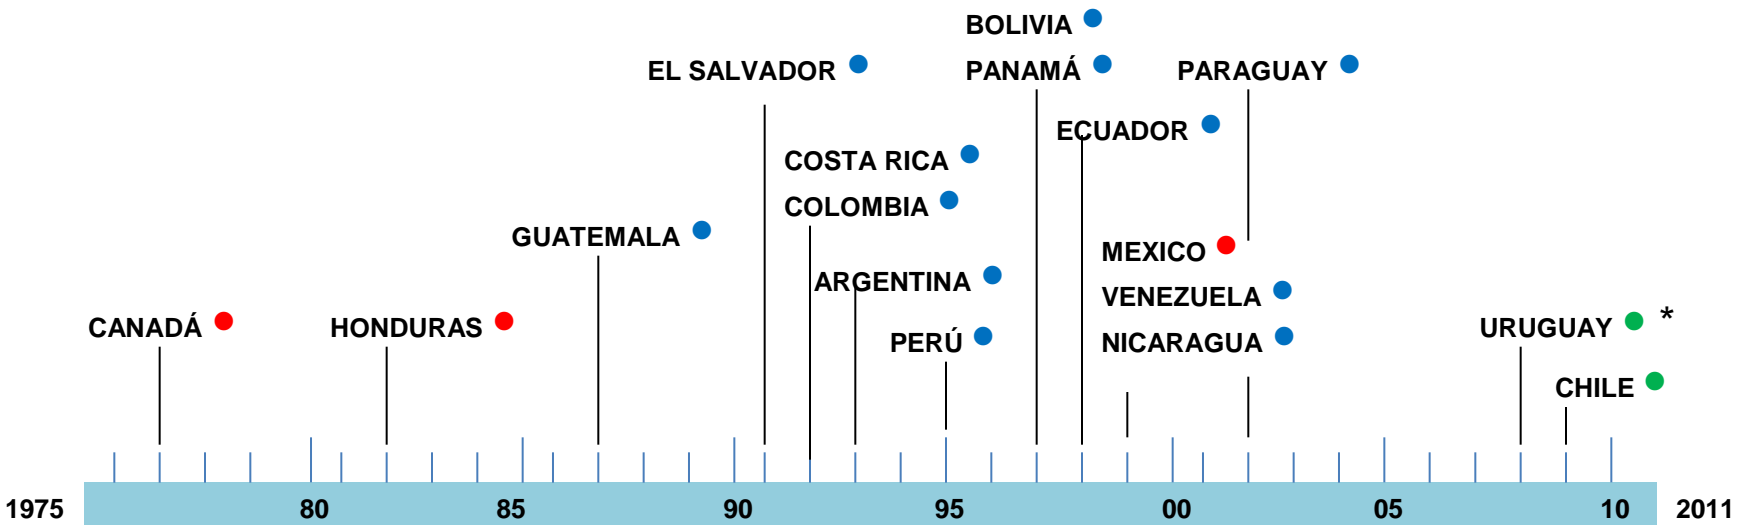 BOLIVIA
EL SALVADOR
PANAMÁ
PARAGUAY
ECUADOR
COSTA RICA
COLOMBIA
GUATEMALA
MEXICO
ARGENTINA
VENEZUELA
CANADÁ
HONDURAS
PERÚ
NICARAGUA
URUGUAY *
CHILE
1975 80 85 90 95 00 05 10 2011